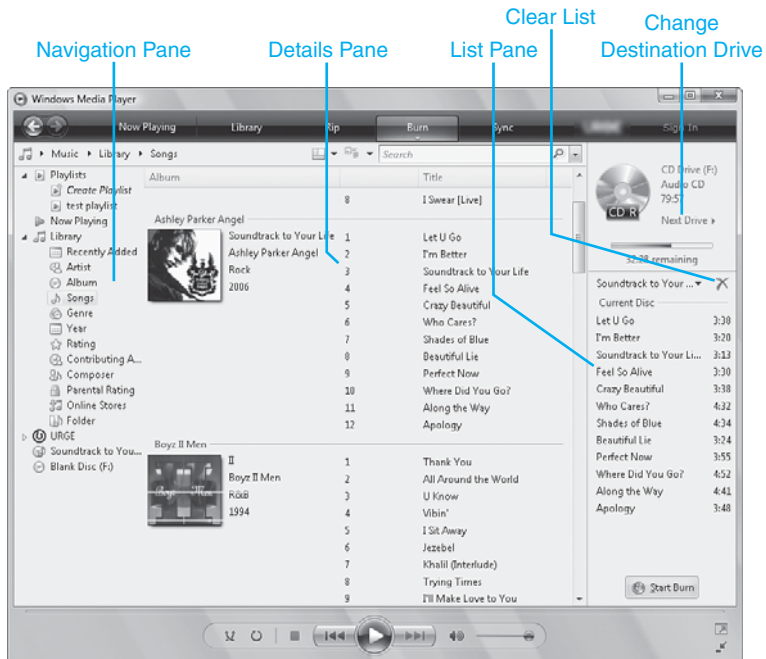 Clear List
Change
Destination Drive
Navigation Pane
Details Pane
List Pane
Windows Media Player
Now Playing
Library
Rip
Burn
Sync
Sign In
Music ▸ Library ▸ Songs
Search
Playlists
Create Playlist
test playlist
Now Playing
Library
Recently Added
Artist
Album
Songs
Genre
Year
Rating
Contributing A...
Composer
Parental Rating
Online Stores
Folder
URGE
Soundtrack to You...
Blank Disc (F:)
Album
Title
8 I Swear [Live]
Ashley Parker Angel
Soundtrack to Your Life
Ashley Parker Angel
Rock
2006
1 Let U Go
2 I'm Better
3 Soundtrack to Your Life
4 Feel So Alive
5 Crazy Beautiful
6 Who Cares?
7 Shades of Blue
8 Beautiful Lie
9 Perfect Now
10 Where Did You Go?
11 Along the Way
12 Apology
Boyz II Men
II
Boyz II Men
R&B
1994
1 Thank You
2 All Around the World
3 U Know
4 Vibin'
5 I Sit Away
6 Jezebel
7 Khalil (Interlude)
8 Trying Times
9 I'll Make Love to You
CD R
CD Drive (F:)
Audio CD
79:57
Next Drive
32:28 remaining
Soundtrack to Your ...
Current Disc
Let U Go 3:30
I'm Better 3:20
Soundtrack to Your Li... 3:13
Feel So Alive 3:30
Crazy Beautiful 3:38
Who Cares? 4:32
Shades of Blue 4:34
Beautiful Lie 3:24
Perfect Now 3:55
Where Did You Go? 4:52
Along the Way 4:41
Apology 3:48
Start Burn